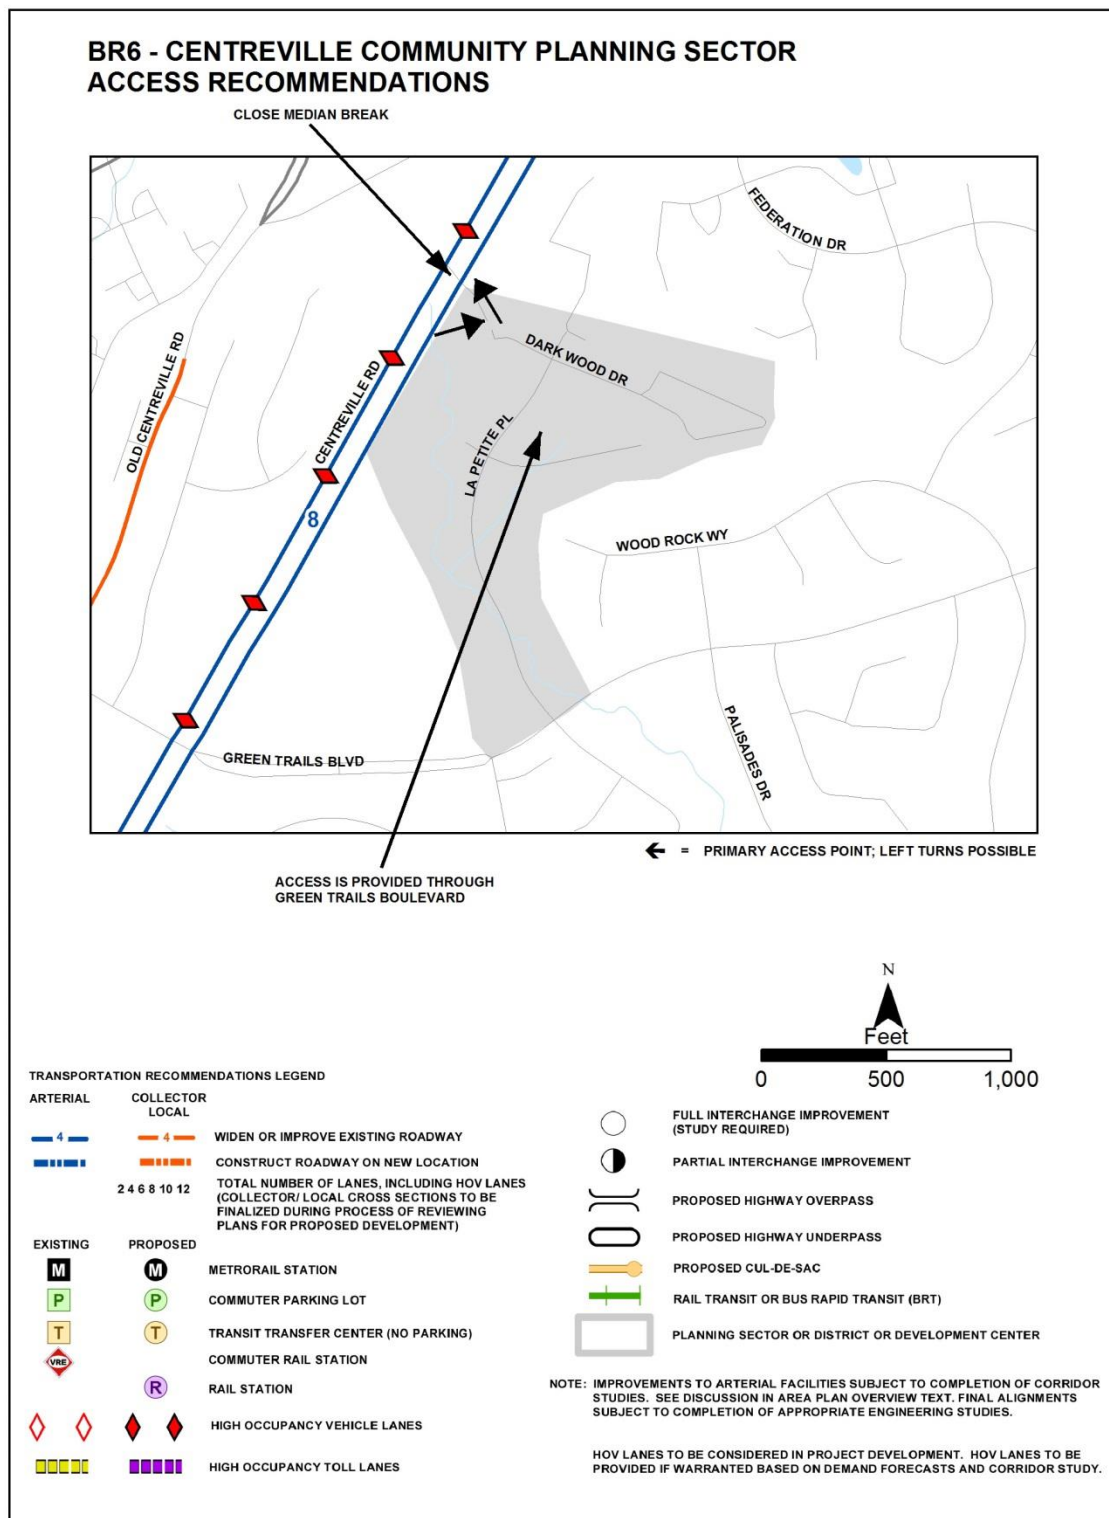 BR6 - CENTREVILLE COMMUNITY PLANNING SECTOR
ACCESS RECOMMENDATIONS
CLOSE MEDIAN BREAK
FEDERATION DR
OLD CENTREVILLE RD
CENTREVILLE RD
DARK WOOD DR
LA PETITE PL
8
WOOD ROCK WY
PALISADES DR
GREEN TRAILS BLVD
= PRIMARY ACCESS POINT; LEFT TURNS POSSIBLE
ACCESS IS PROVIDED THROUGH
GREEN TRAILS BOULEVARD
N
Feet
0 500 1,000
TRANSPORTATION RECOMMENDATIONS LEGEND
ARTERIAL COLLECTOR
LOCAL
4 4 WIDEN OR IMPROVE EXISTING ROADWAY
CONSTRUCT ROADWAY ON NEW LOCATION
2 4 6 8 10 12 TOTAL NUMBER OF LANES, INCLUDING HOV LANES
(COLLECTOR/ LOCAL CROSS SECTIONS TO BE
FINALIZED DURING PROCESS OF REVIEWING
PLANS FOR PROPOSED DEVELOPMENT)
EXISTING PROPOSED
M M METRORAIL STATION
P P COMMUTER PARKING LOT
T T TRANSIT TRANSFER CENTER (NO PARKING)
VRE COMMUTER RAIL STATION
R RAIL STATION
HIGH OCCUPANCY VEHICLE LANES
HIGH OCCUPANCY TOLL LANES
FULL INTERCHANGE IMPROVEMENT
(STUDY REQUIRED)
PARTIAL INTERCHANGE IMPROVEMENT
PROPOSED HIGHWAY OVERPASS
PROPOSED HIGHWAY UNDERPASS
PROPOSED CUL-DE-SAC
RAIL TRANSIT OR BUS RAPID TRANSIT (BRT)
PLANNING SECTOR OR DISTRICT OR DEVELOPMENT CENTER
NOTE: IMPROVEMENTS TO ARTERIAL FACILITIES SUBJECT TO COMPLETION OF CORRIDOR
STUDIES. SEE DISCUSSION IN AREA PLAN OVERVIEW TEXT. FINAL ALIGNMENTS
SUBJECT TO COMPLETION OF APPROPRIATE ENGINEERING STUDIES.
HOV LANES TO BE CONSIDERED IN PROJECT DEVELOPMENT. HOV LANES TO BE
PROVIDED IF WARRANTED BASED ON DEMAND FORECASTS AND CORRIDOR STUDY.